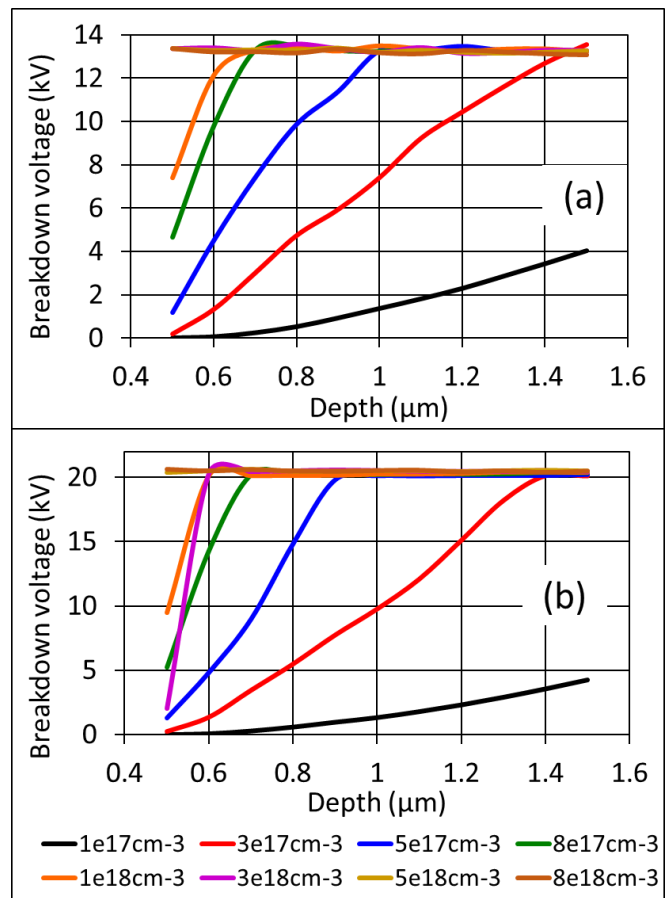 14
12
10
8
6
4
2
0
Breakdown voltage (kV)
(a)
0.4 0.6 0.8 1 1.2 1.4 1.6
Depth (µm)
20
15
10
5
0
Breakdown voltage (kV)
(b)
0.4 0.6 0.8 1 1.2 1.4 1.6
Depth (µm)
1e17cm-3 3e17cm-3 5e17cm-3 8e17cm-3
1e18cm-3 3e18cm-3 5e18cm-3 8e18cm-3